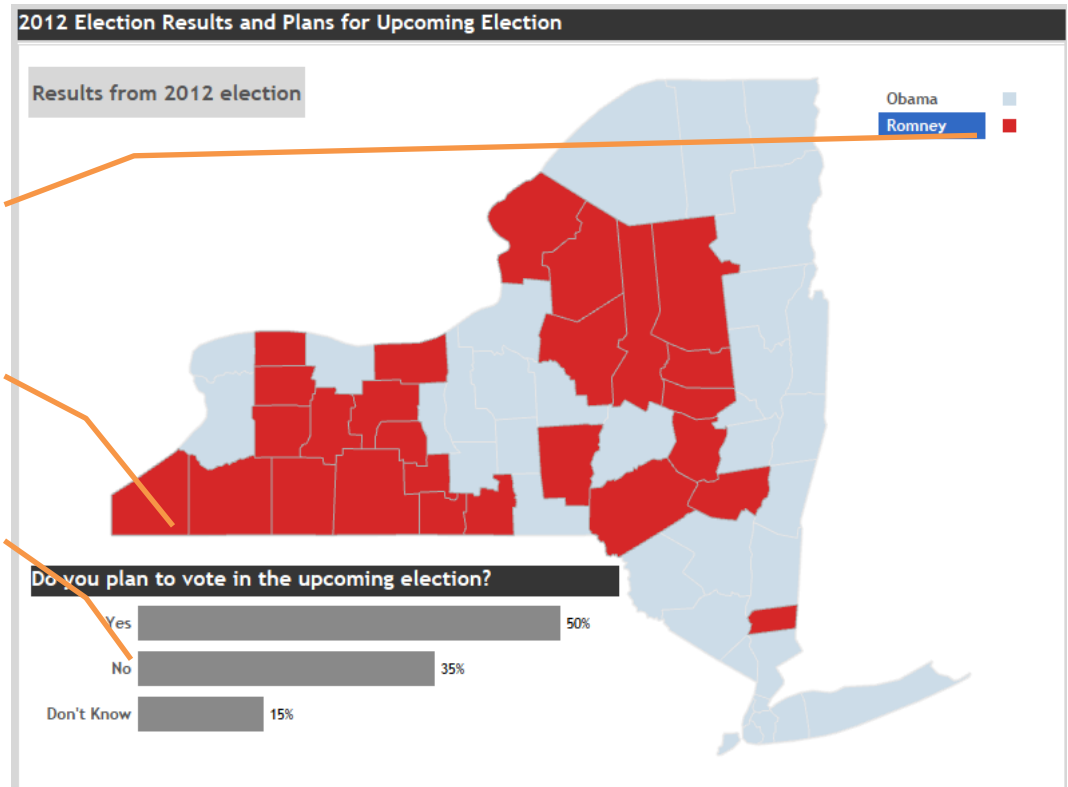 2012 Election Results and Plans for Upcoming Election
Results from 2012 election
Obama
Romney
Do you plan to vote in the upcoming election?
Yes 50%
No 35%
Don't Know 15%